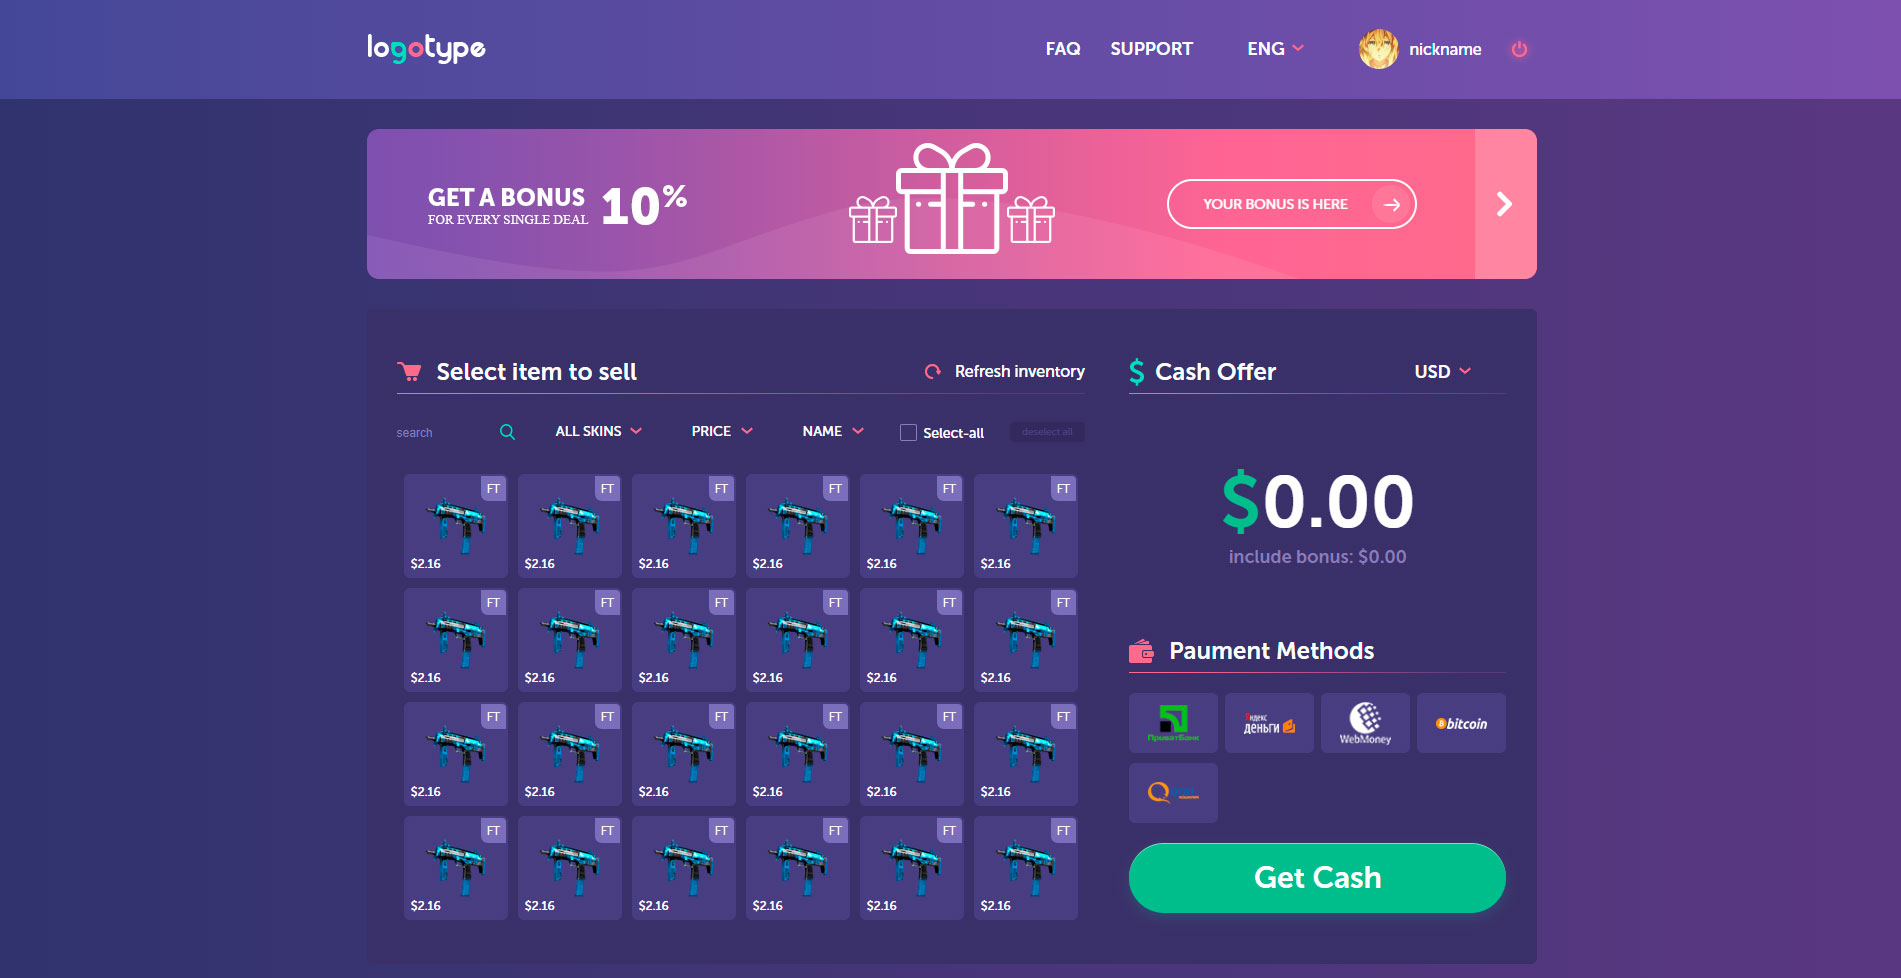 logotype
FAQ SUPPORT ENG nickname
GET A BONUS 10%
FOR EVERY SINGLE DEAL
YOUR BONUS IS HERE
Select item to sell Refresh inventory
search ALL SKINS PRICE NAME Select-all deselect all
FT FT FT FT FT FT
$2.16 $2.16 $2.16 $2.16 $2.16 $2.16
FT FT FT FT FT FT
$2.16 $2.16 $2.16 $2.16 $2.16 $2.16
FT FT FT FT FT FT
$2.16 $2.16 $2.16 $2.16 $2.16 $2.16
FT FT FT FT FT FT
$2.16 $2.16 $2.16 $2.16 $2.16 $2.16
$ Cash Offer USD
$0.00
include bonus: $0.00
Paument Methods
ПриватБанк
Яндекс
деньги
WebMoney
bitcoin
Get Cash